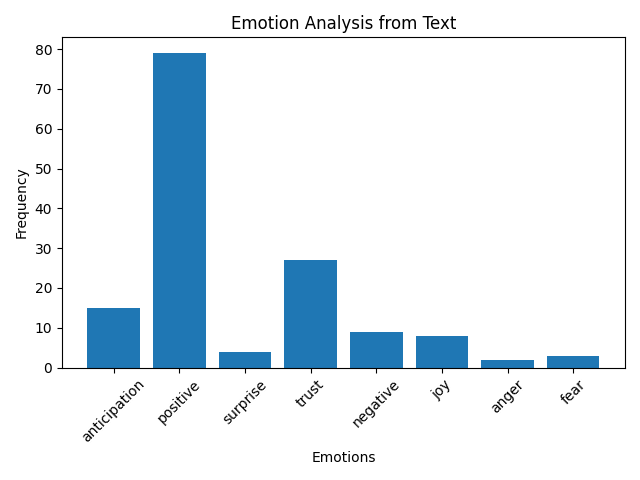 Emotion Analysis from Text
Frequency
80
70
60
50
40
30
20
10
0
anticipation
positive
surprise
trust
negative
joy
anger
fear
Emotions